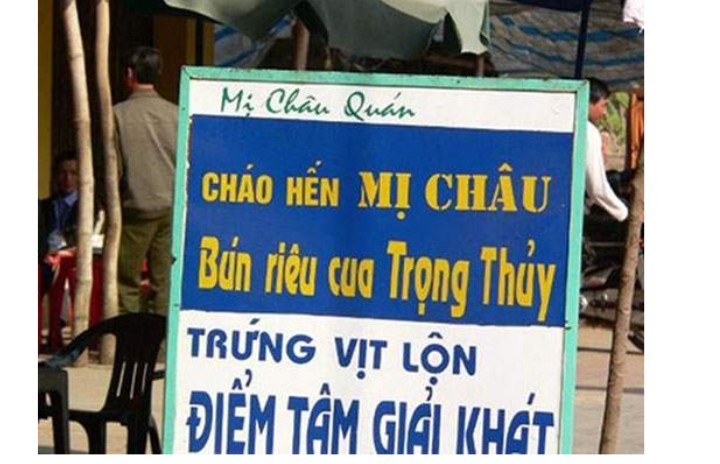 Mị Châu Quán
CHÁO HẾN MỊ CHÂU
Bún riêu cua Trọng Thủy
TRỨNG VỊT LỘN
ĐIỂM TÂM GIẢI KHÁT